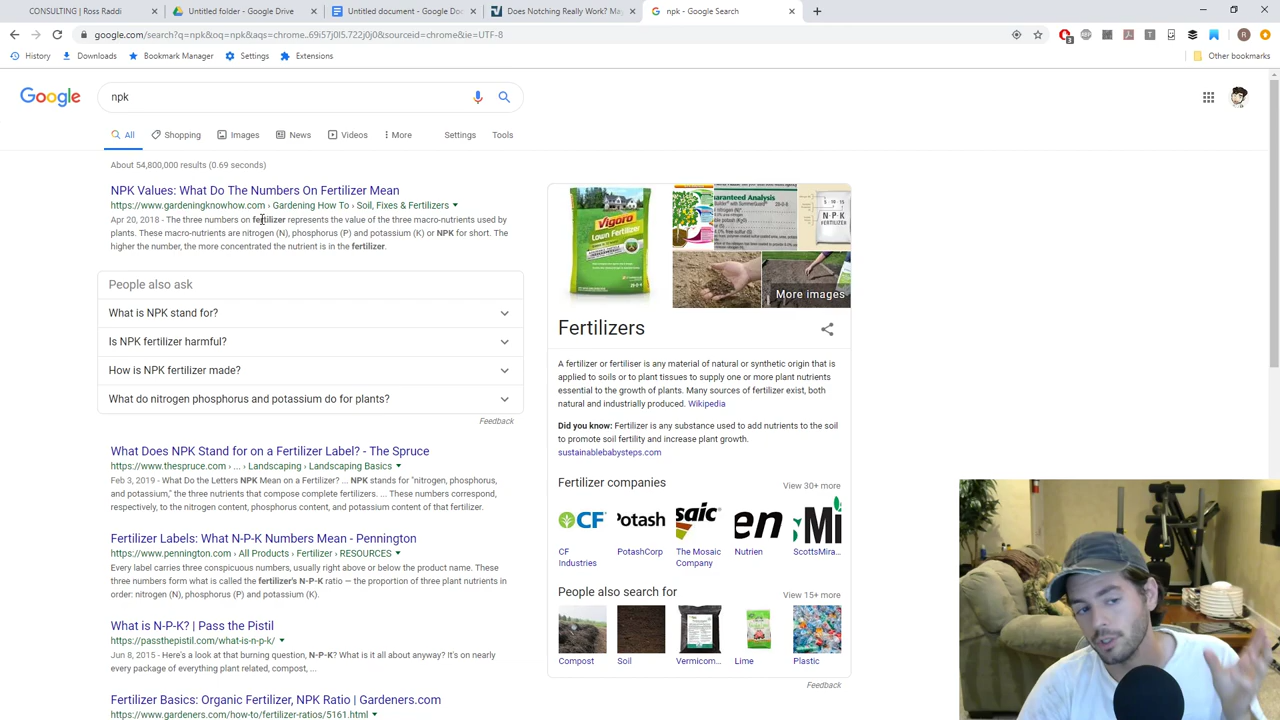 CONSULTING | Udemy
Untitled folder - Google Drive
Untitled document - Google Doc
Does Notching Really Work? Ma
npk - Google Search
google.com/search?q=npk&oq=npk&aqs=chrome..69i57j0l5.722j0j0&sourceid=chrome&ie=UTF-8
3
R
History
Downloads
Bookmark Manager
Settings
Extensions
Other bookmarks
Google
npk
All
Shopping
Images
News
Videos
More
Settings
Tools
About 54,800,000 results (0.69 seconds)
NPK Values: What Do The Numbers On Fertilizer Mean
https://www.gardeningknowhow.com › Gardening How To › Soil, Fixes & Fertilizers
Apr 20, 2018 - The three numbers on fertilizer represents the value of the three macro-nutrients used by
plants. These macro-nutrients are nitrogen (N), phosphorus (P) and potassium (K) or NPK for short. The
higher the number, the more concentrated the nutrient is in the fertilizer.
People also ask
What is NPK stand for?
Is NPK fertilizer harmful?
How is NPK fertilizer made?
What do nitrogen phosphorus and potassium do for plants?
Feedback
What Does NPK Stand for on a Fertilizer Label? - The Spruce
https://www.thespruce.com › ... › Landscaping › Landscaping Basics
Feb 3, 2019 - What Do the Letters NPK Mean on a Fertilizer? ... NPK stands for "nitrogen, phosphorus,
and potassium," the three nutrients that compose complete fertilizers. ... These numbers correspond,
respectively, to the nitrogen content, phosphorus content, and potassium content of that fertilizer.
Fertilizer Labels: What N-P-K Numbers Mean - Pennington
https://www.pennington.com › All Products › Fertilizer › RESOURCES
Every label carries three conspicuous numbers, usually right above or below the product name. These
three numbers form what is called the fertilizer's N-P-K ratio — the proportion of three plant nutrients in
order: nitrogen (N), phosphorus (P) and potassium (K).
What is N-P-K? | Pass the Pistil
https://passthepistil.com/what-is-n-p-k/
Jun 8, 2015 - Here's a look at that burning question, N-P-K? What is it all about anyway? It's on nearly
every package of everything plant related, compost, ...
Fertilizer Basics: Organic Fertilizer, NPK Ratio | Gardeners.com
https://www.gardeners.com/how-to/fertilizer-ratios/5161.html
Vigoro
Lawn Fertilizer
N-P-K
FERTILIZER
More images
Fertilizers
A fertilizer or fertiliser is any material of natural or synthetic origin that is
applied to soils or to plant tissues to supply one or more plant nutrients
essential to the growth of plants. Many sources of fertilizer exist, both
natural and industrially produced. Wikipedia
Did you know: Fertilizer is any substance used to add nutrients to the soil
to promote soil fertility and increase plant growth.
sustainablebabysteps.com
Fertilizer companies
View 30+ more
CF
Potash
saic
en
Mi
CF Industries
PotashCorp
The Mosaic Company
Nutrien
ScottsMira...
People also search for
View 15+ more
Compost
Soil
Vermicom...
Lime
Plastic
Feedback